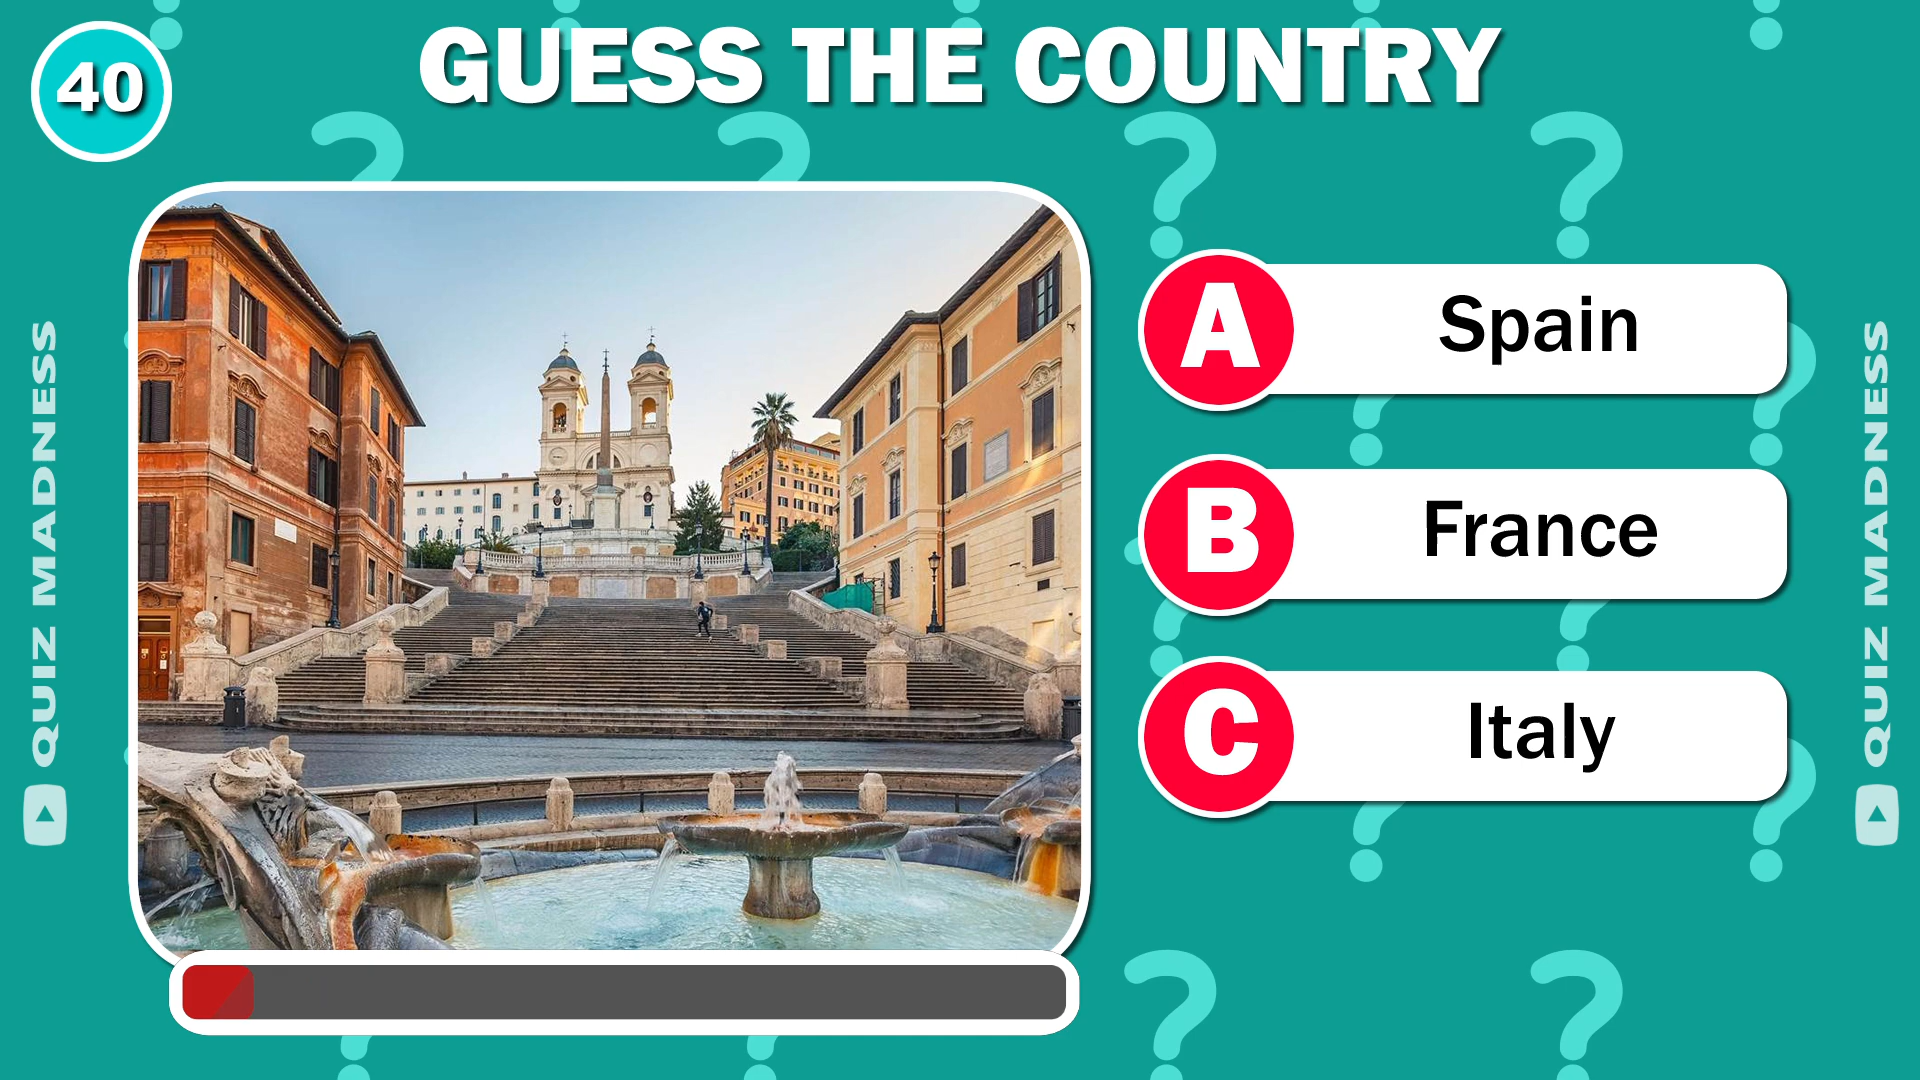 40
GUESS THE COUNTRY
A Spain
B France
C Italy
QUIZ MADNESS
QUIZ MADNESS